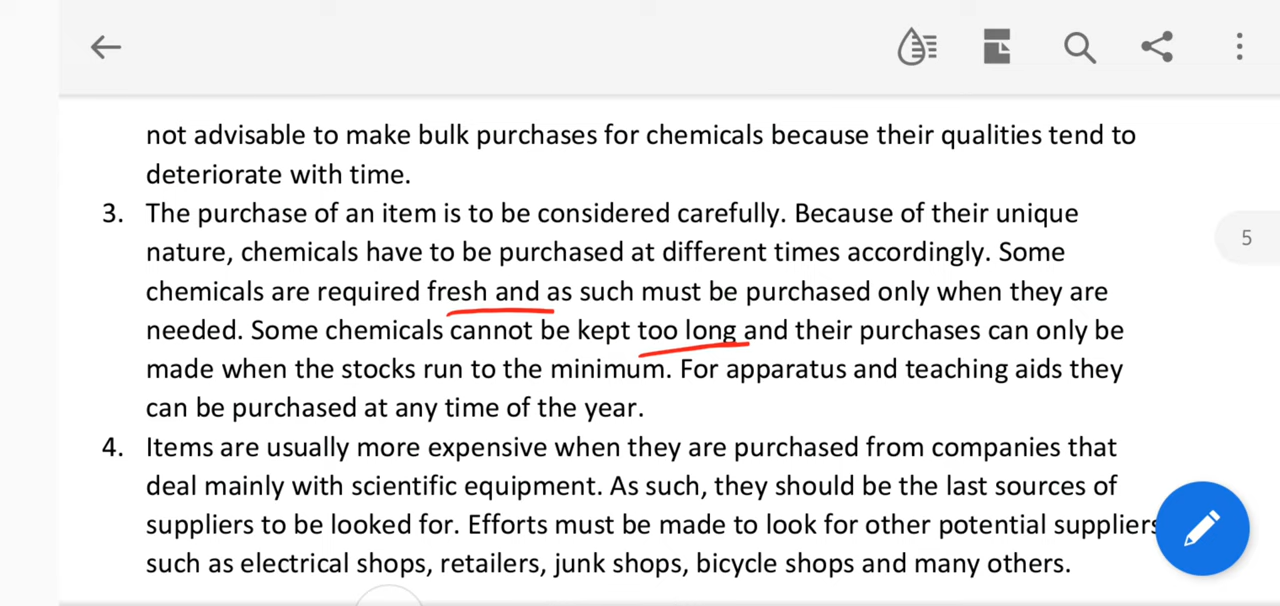 not advisable to make bulk purchases for chemicals because their qualities tend to
deteriorate with time.
3. The purchase of an item is to be considered carefully. Because of their unique
nature, chemicals have to be purchased at different times accordingly. Some
chemicals are required fresh and as such must be purchased only when they are
needed. Some chemicals cannot be kept too long and their purchases can only be
made when the stocks run to the minimum. For apparatus and teaching aids they
can be purchased at any time of the year.
4. Items are usually more expensive when they are purchased from companies that
deal mainly with scientific equipment. As such, they should be the last sources of
suppliers to be looked for. Efforts must be made to look for other potential suppliers
such as electrical shops, retailers, junk shops, bicycle shops and many others.
5